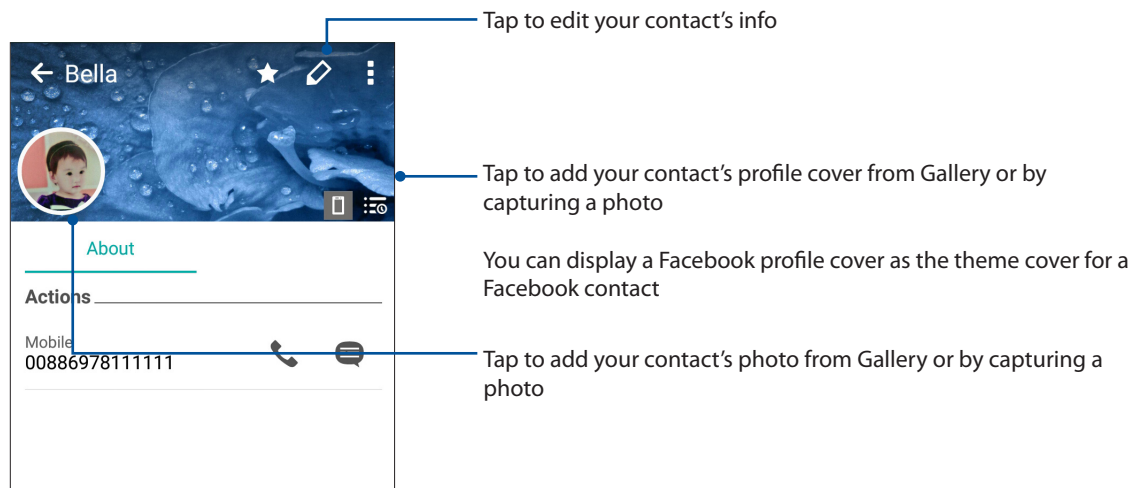 Tap to edit your contact’s info
Bella
Tap to add your contact’s profile cover from Gallery or by
capturing a photo
You can display a Facebook profile cover as the theme cover for a
Facebook contact
About
Actions
Mobile
00886978111111
Tap to add your contact’s photo from Gallery or by capturing a
photo